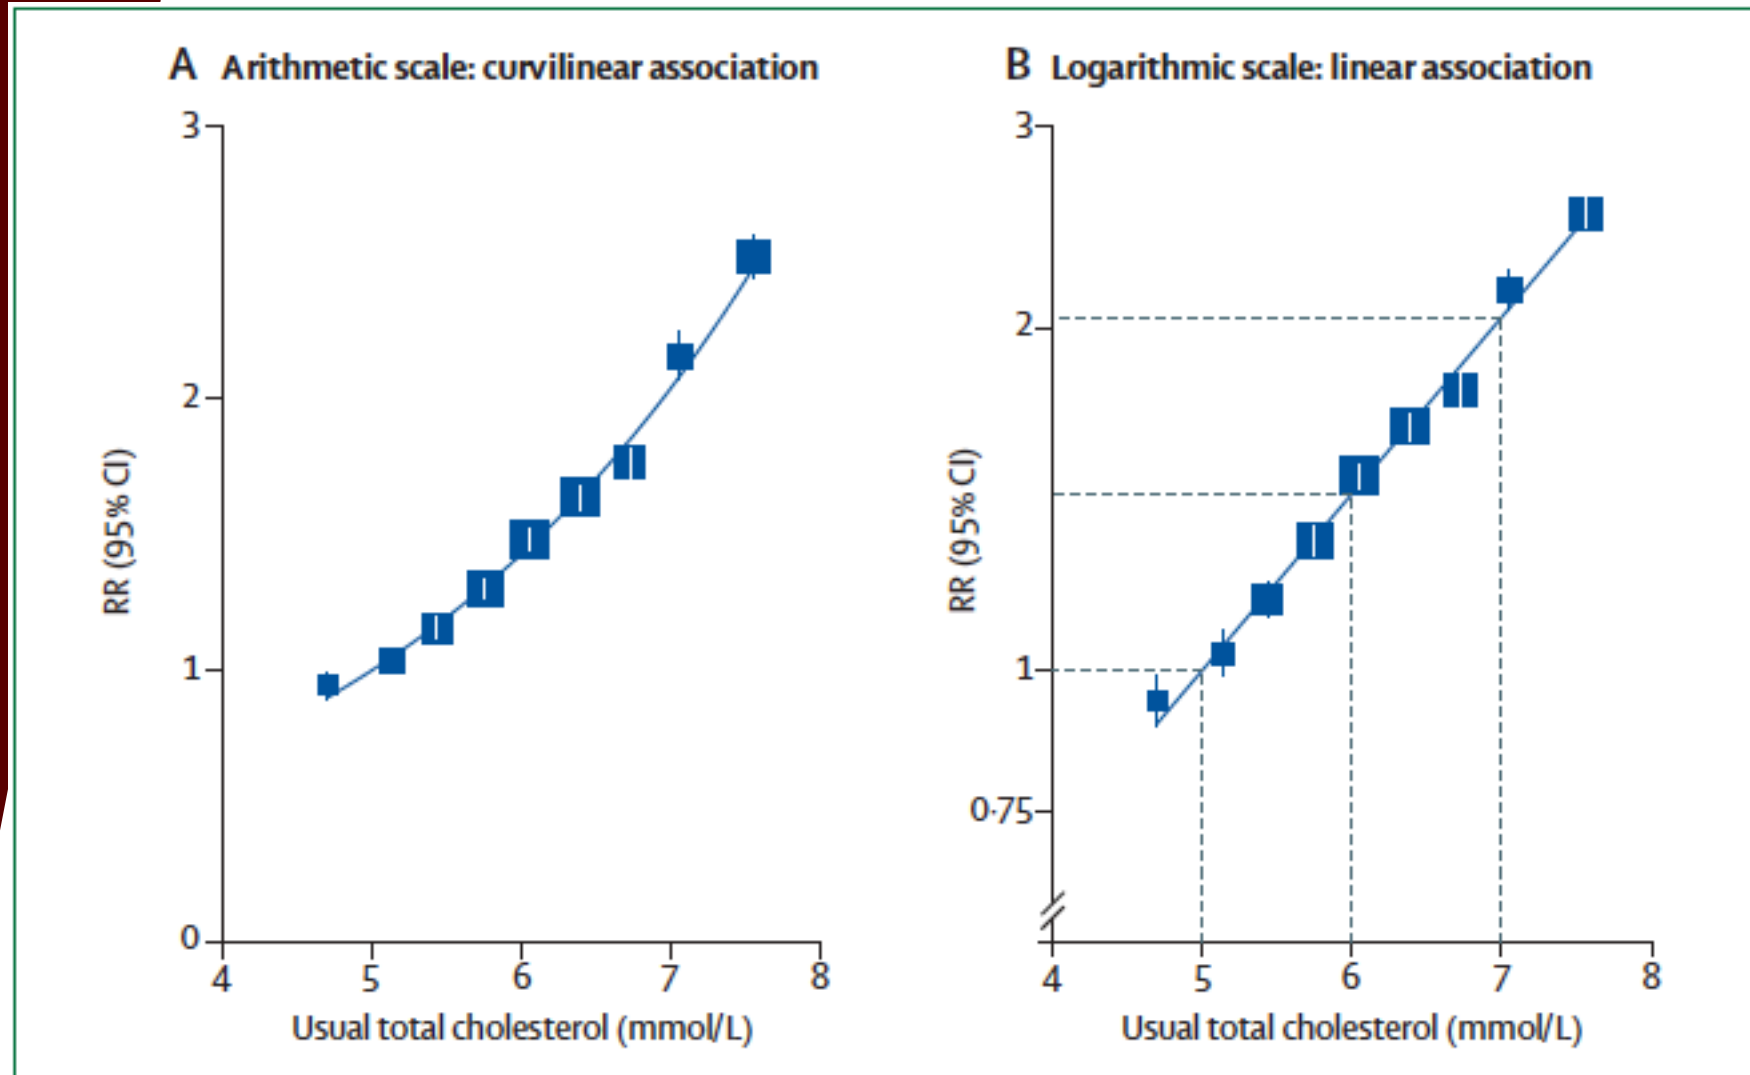 A Arithmetic scale: curvilinear association
3
2
1
0
RR (95% CI)
4 5 6 7 8
Usual total cholesterol (mmol/L)
B Logarithmic scale: linear association
3
2
1
0·75
RR (95% CI)
4 5 6 7 8
Usual total cholesterol (mmol/L)